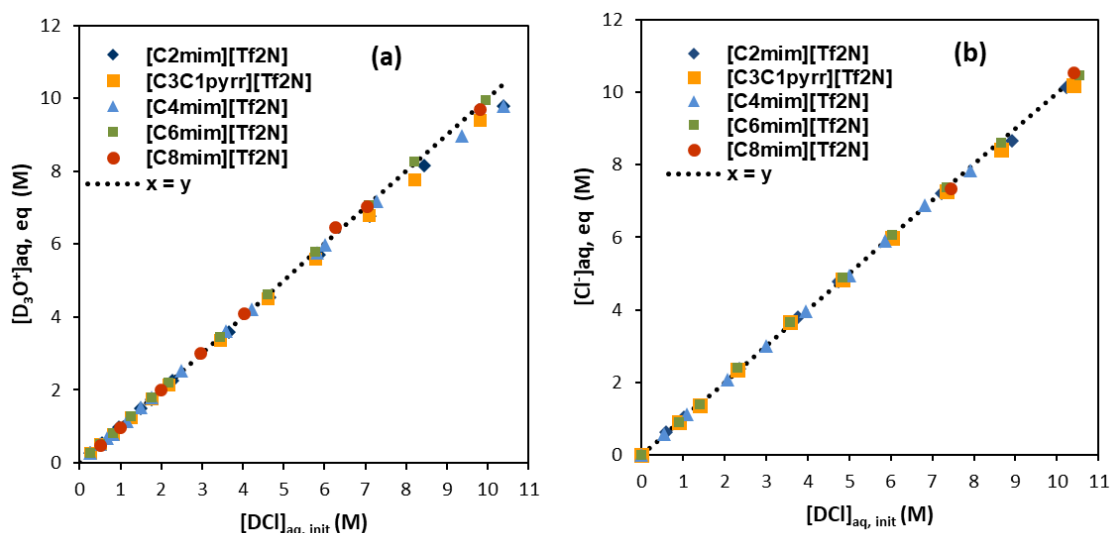 (a)
[D₃O⁺]aq, eq (M)
12
10
8
6
4
2
0
[C2mim][Tf2N]
[C3C1pyrr][Tf2N]
[C4mim][Tf2N]
[C6mim][Tf2N]
[C8mim][Tf2N]
x = y
0 1 2 3 4 5 6 7 8 9 10 11
[DCl]aq, init (M)
(b)
[Cl⁻]aq, eq (M)
12
10
8
6
4
2
0
[C2mim][Tf2N]
[C3C1pyrr][Tf2N]
[C4mim][Tf2N]
[C6mim][Tf2N]
[C8mim][Tf2N]
x = y
0 1 2 3 4 5 6 7 8 9 10 11
[DCl]aq, init (M)